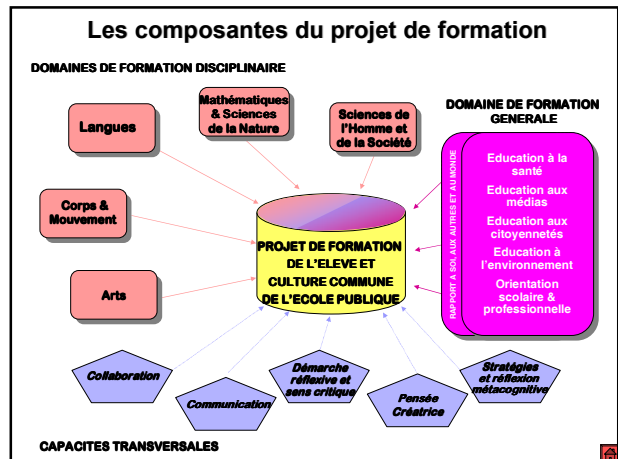 Les composantes du projet de formation
DOMAINES DE FORMATION DISCIPLINAIRE
Mathématiques
& Sciences
de la Nature
Langues
Sciences de
l'Homme et
de la Société
DOMAINE DE FORMATION
GENERALE
Corps &
Mouvement
Arts
PROJET DE FORMATION
DE L'ELEVE ET
CULTURE COMMUNE
DE L'ECOLE PUBLIQUE
RAPPORT A SOI, AUX AUTRES ET AU MONDE
Education à la
santé
Education aux
médias
Education aux
citoyennetés
Education à
l'environnement
Orientation
scolaire &
professionnelle
Collaboration
Communication
Démarche
réflexive et
sens critique
Pensée
Créatrice
Stratégies
et réflexion
métacognitive
CAPACITES TRANSVERSALES